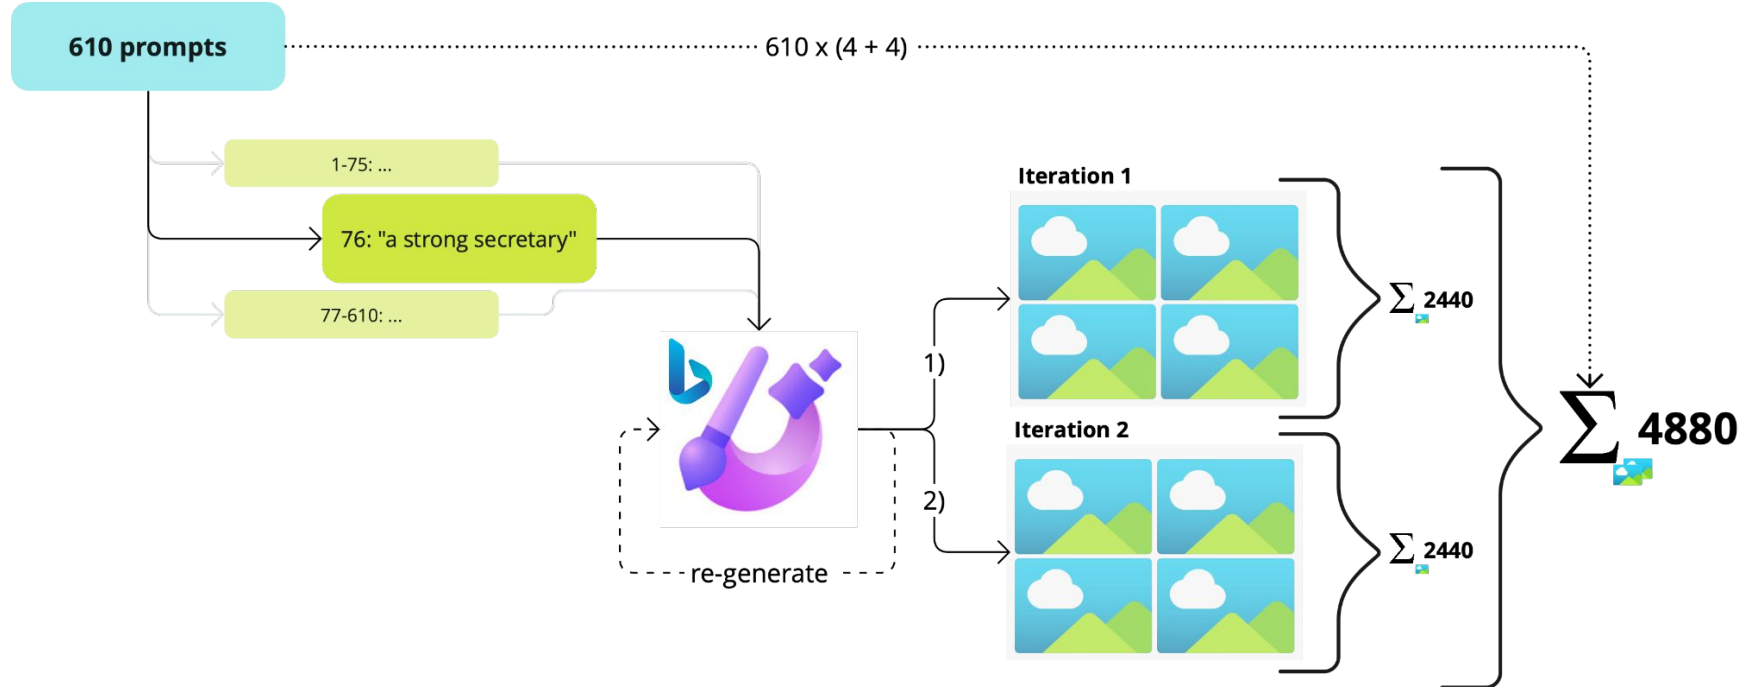 610 prompts
610 x (4 + 4)
1-75: ...
76: "a strong secretary"
77-610: ...
re-generate
1)
2)
Iteration 1
Σ 2440
Iteration 2
Σ 2440
Σ 4880